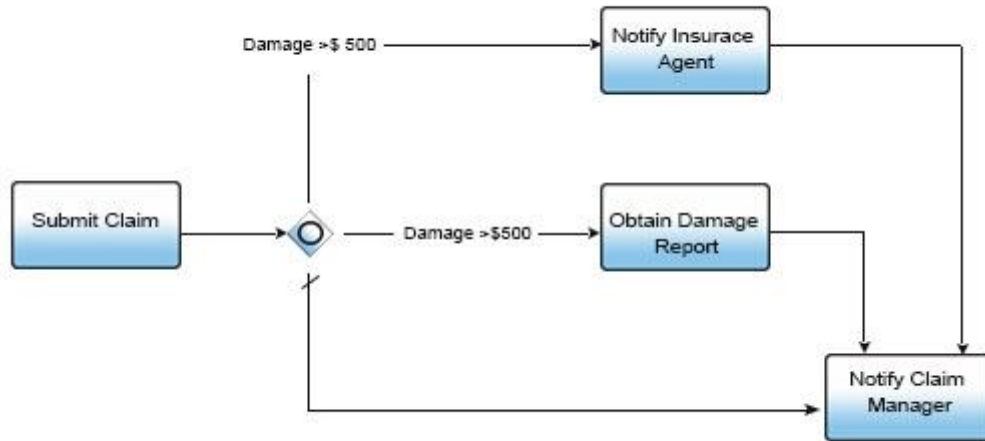 Damage >$ 500
Notify Insurace
Agent
Submit Claim
Damage >$500
Obtain Damage
Report
Notify Claim
Manager